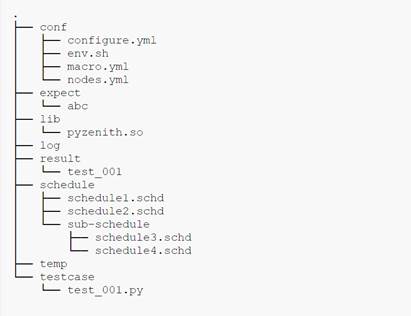 .
├── conf
│   ├── configure.yml
│   ├── env.sh
│   ├── macro.yml
│   └── nodes.yml
├── expect
│   └── abc
├── lib
│   └── pyzenith.so
├── log
├── result
│   └── test_001
├── schedule
│   ├── schedule1.schd
│   ├── schedule2.schd
│   └── sub-schedule
│       ├── schedule3.schd
│       └── schedule4.schd
├── temp
└── testcase
    └── test_001.py